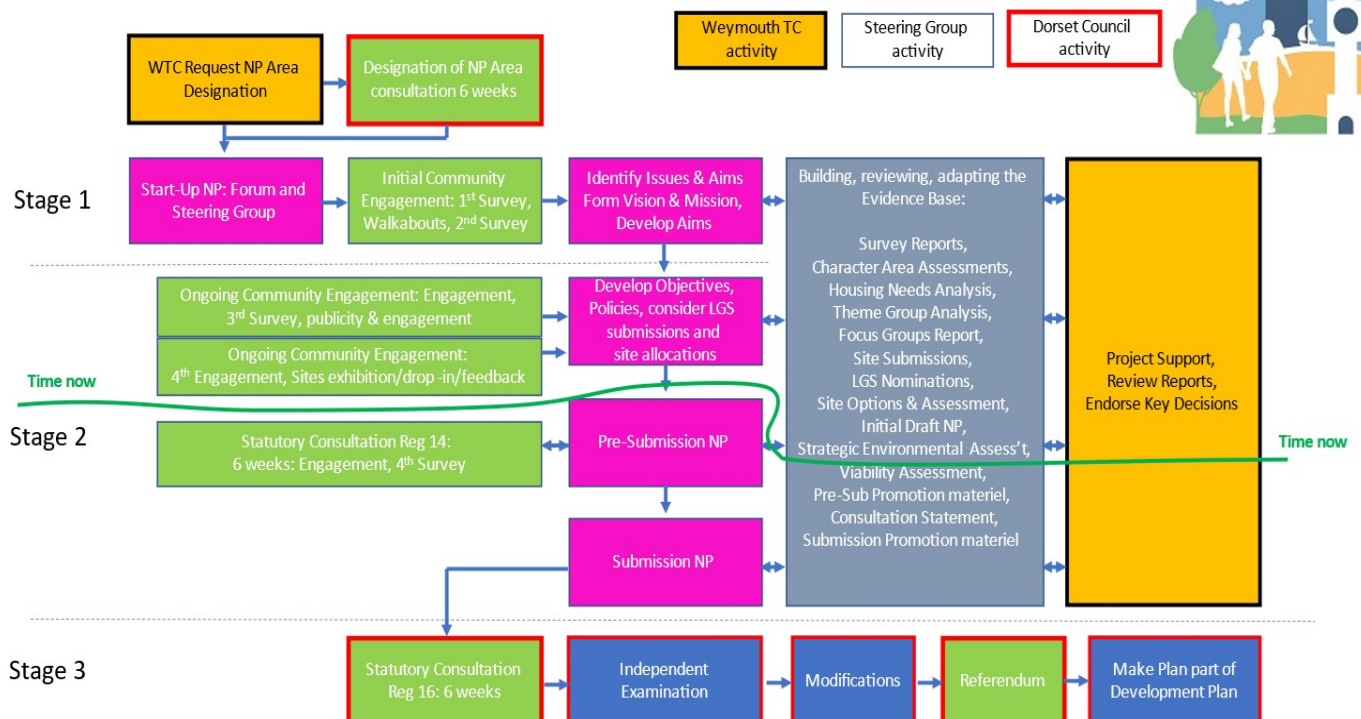 Weymouth TC
activity
Steering Group
activity
Dorset Council
activity
WTC Request NP Area
Designation
Designation of NP Area
consultation 6 weeks
Stage 1
Start-Up NP: Forum and
Steering Group
Initial Community
Engagement: 1st Survey,
Walkabouts, 2nd Survey
Identify Issues & Aims
Form Vision & Mission,
Develop Aims
Building, reviewing, adapting the
Evidence Base:
Survey Reports,
Character Area Assessments,
Housing Needs Analysis,
Theme Group Analysis,
Focus Groups Report,
Site Submissions,
LGS Nominations,
Site Options & Assessment,
Initial Draft NP,
Strategic Environmental Assess't,
Viability Assessment,
Pre-Sub Promotion materiel,
Consultation Statement,
Submission Promotion materiel
Project Support,
Review Reports,
Endorse Key Decisions
Ongoing Community Engagement: Engagement,
3rd Survey, publicity & engagement
Develop Objectives,
Policies, consider LGS
submissions and
site allocations
Ongoing Community Engagement:
4th Engagement, Sites exhibition/drop -in/feedback
Time now
Stage 2
Statutory Consultation Reg 14:
6 weeks: Engagement, 4th Survey
Pre-Submission NP
Time now
Submission NP
Stage 3
Statutory Consultation
Reg 16: 6 weeks
Independent
Examination
Modifications
Referendum
Make Plan part of
Development Plan